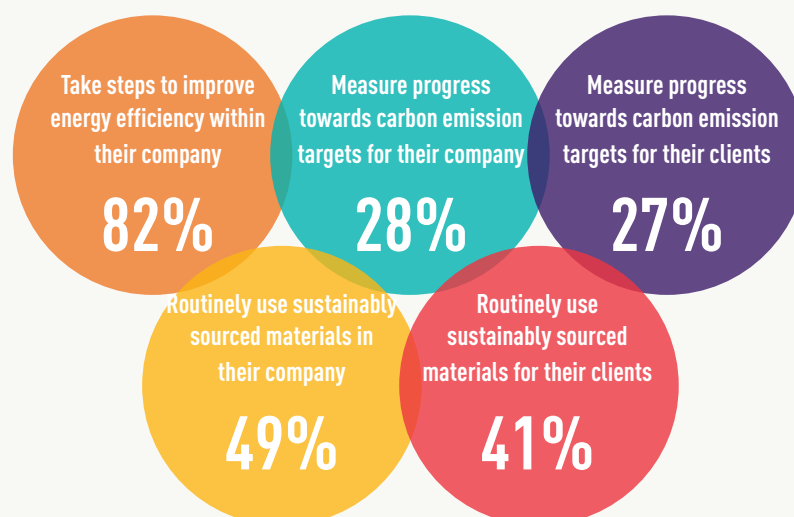 Take steps to improve
energy efficiency within
their company
82%
Measure progress
towards carbon emission
targets for their company
28%
Measure progress
towards carbon emission
targets for their clients
27%
Routinely use sustainably
sourced materials in
their company
49%
Routinely use
sustainably sourced
materials for their clients
41%